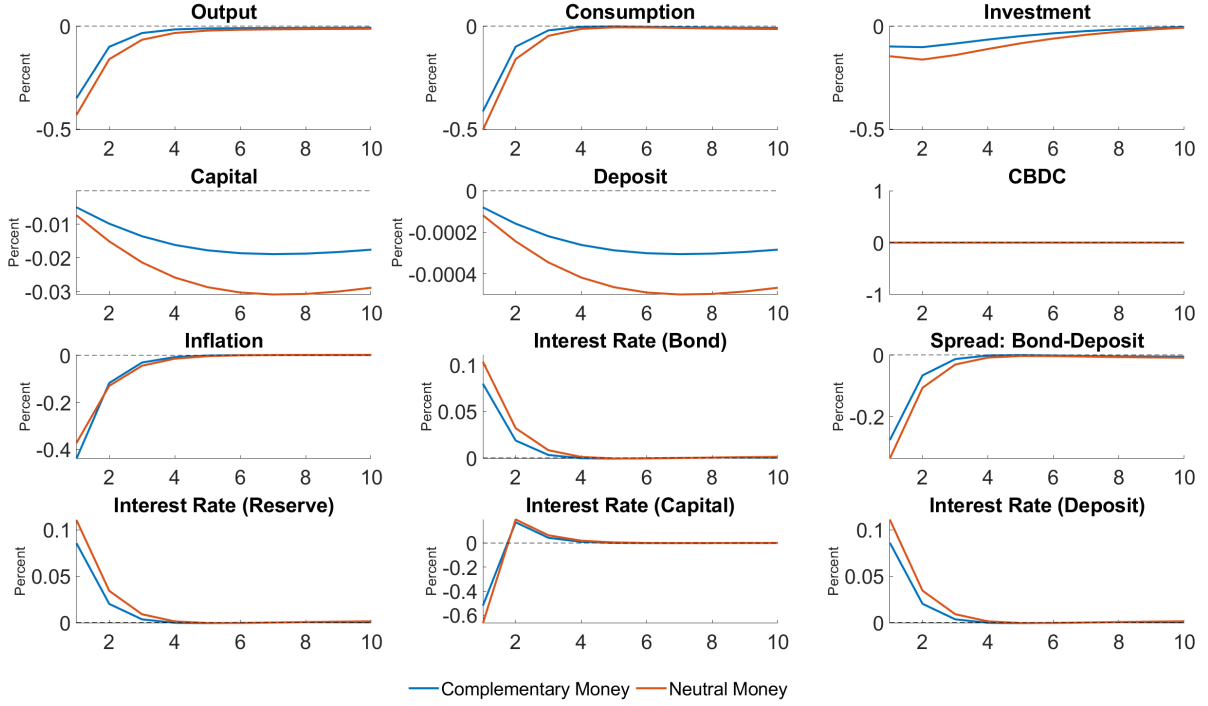 Output
Consumption
Investment
Percent
0
-0.5
2 4 6 8 10
Percent
0
-0.5
2 4 6 8 10
Percent
0
-0.5
2 4 6 8 10
Capital
Deposit
CBDC
Percent
-0.01
-0.02
-0.03
2 4 6 8 10
Percent
0
-0.0002
-0.0004
2 4 6 8 10
1
0
-1
2 4 6 8 10
Inflation
Interest Rate (Bond)
Spread: Bond-Deposit
Percent
0
-0.2
-0.4
2 4 6 8 10
Percent
0.1
0.05
0
2 4 6 8 10
Percent
0
-0.2
2 4 6 8 10
Interest Rate (Reserve)
Interest Rate (Capital)
Interest Rate (Deposit)
Percent
0.1
0.05
0
2 4 6 8 10
Percent
0
-0.2
-0.4
-0.6
2 4 6 8 10
Percent
0.1
0.05
0
2 4 6 8 10
Complementary Money Neutral Money